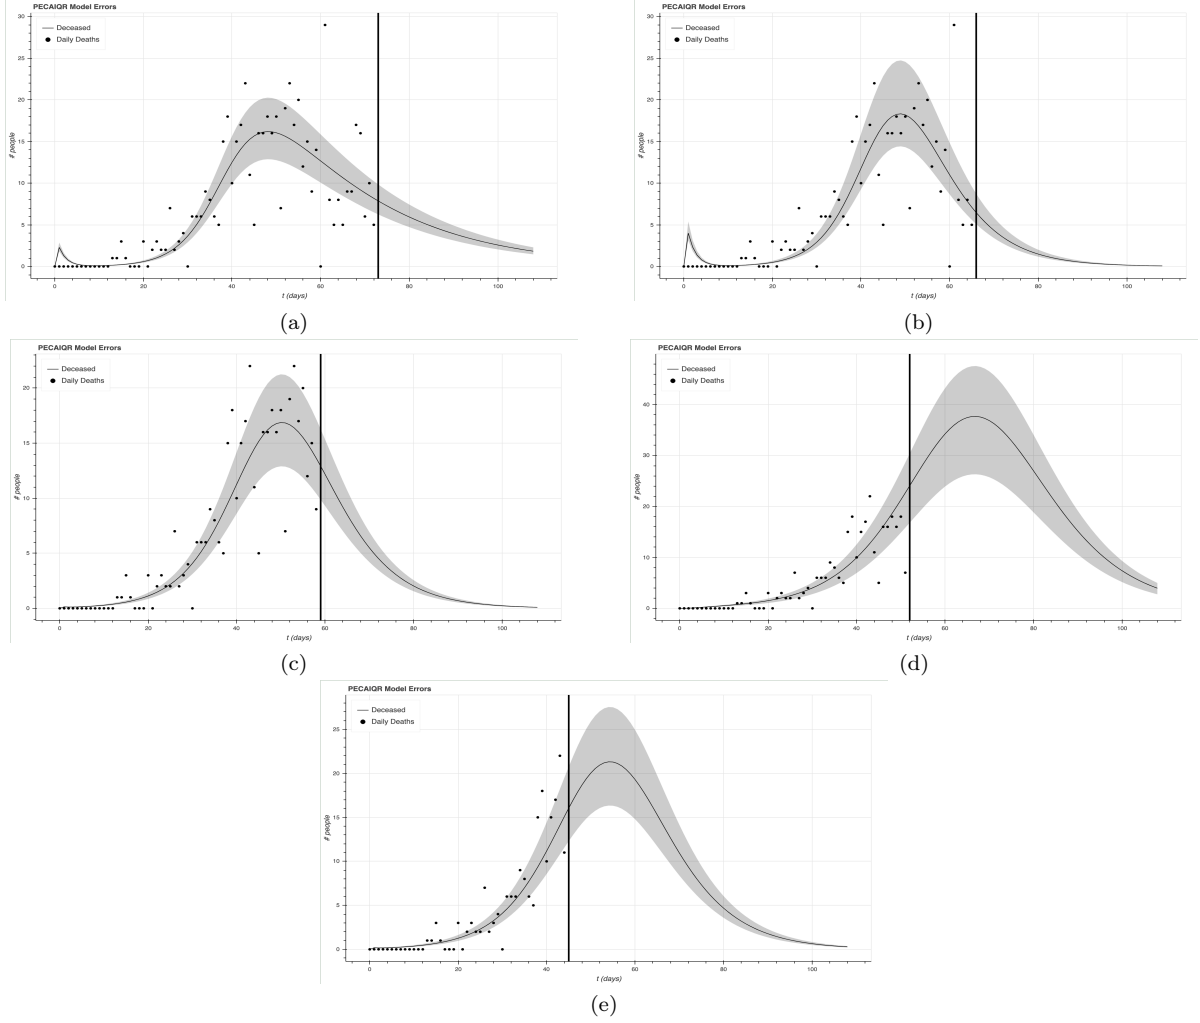 PECAIQR Model Errors
Deceased
Daily Deaths
# people
30
25
20
15
10
5
0
0 20 40 60 80 100
t (days)
(a)
PECAIQR Model Errors
Deceased
Daily Deaths
# people
30
25
20
15
10
5
0
0 20 40 60 80 100
t (days)
(b)
PECAIQR Model Errors
Deceased
Daily Deaths
# people
20
15
10
5
0
0 20 40 60 80 100
t (days)
(c)
PECAIQR Model Errors
Deceased
Daily Deaths
# people
40
30
20
10
0
0 20 40 60 80 100
t (days)
(d)
PECAIQR Model Errors
Deceased
Daily Deaths
# people
25
20
15
10
5
0
0 20 40 60 80 100
t (days)
(e)